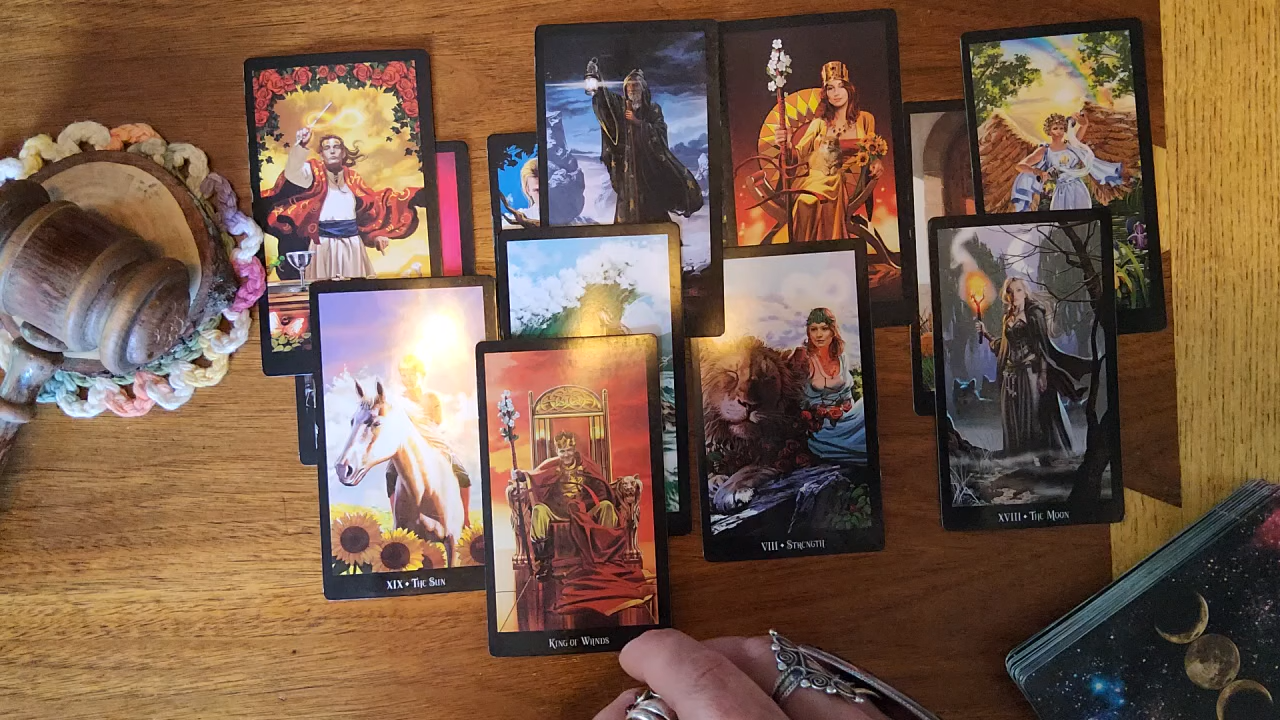 XIX • The Sun
King of Wands
VIII • Strength
XVIII • The Moon